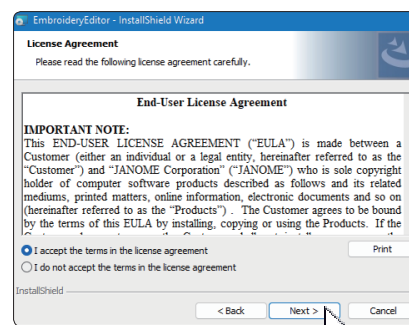 EmbroideryEditor - InstallShield Wizard
License Agreement
Please read the following license agreement carefully.
End-User License Agreement
IMPORTANT NOTE:
This END-USER LICENSE AGREEMENT (“EULA”) is made between a
Customer (either an individual or a legal entity, hereinafter referred to as the
“Customer”) and “JANOME Corporation” (“JANOME”) who is sole copyright
holder of computer software products described as follows and its related
mediums, printed matters, online information, electronic documents and so on
(hereinafter referred to as the “Products”) . The Customer agrees to be bound
by the terms of this EULA by installing, copying or using the Products. If the
I accept the terms in the license agreement
Print
I do not accept the terms in the license agreement
InstallShield
< Back
Next >
Cancel